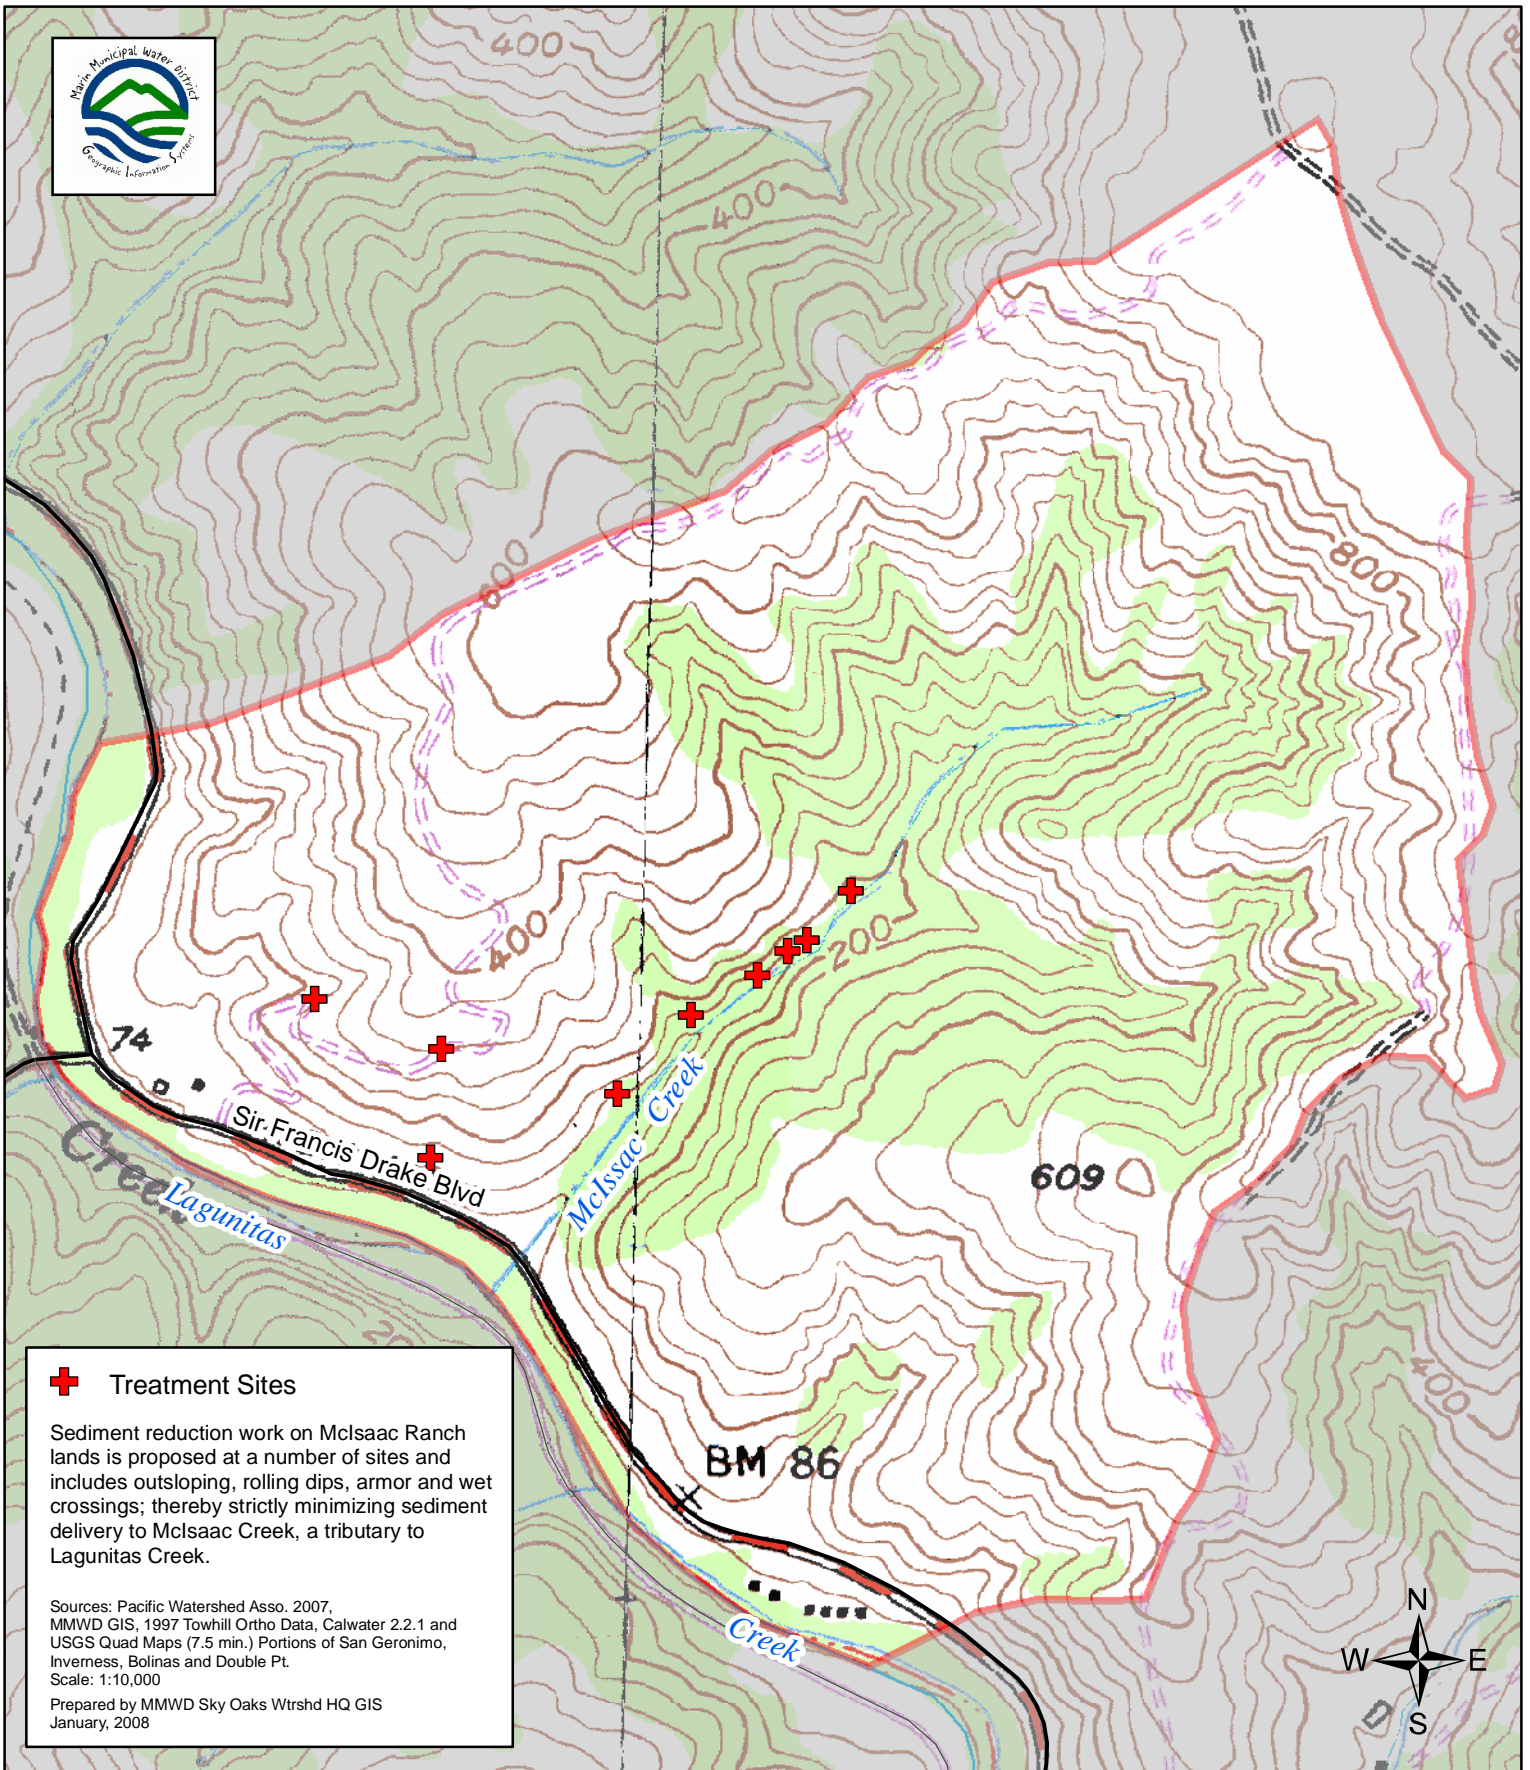 Marin Municipal Water District
Geographic Information Systems
400
400
800
400
200
74
Sir Francis Drake Blvd
McIssac Creek
Creek
Lagunitas
609
400
BM 86
Creek
Treatment Sites
Sediment reduction work on McIsaac Ranch
lands is proposed at a number of sites and
includes outsloping, rolling dips, armor and wet
crossings; thereby strictly minimizing sediment
delivery to McIsaac Creek, a tributary to
Lagunitas Creek.
Sources: Pacific Watershed Asso. 2007,
MMWD GIS, 1997 Towhill Ortho Data, Calwater 2.2.1 and
USGS Quad Maps (7.5 min.) Portions of San Geronimo,
Inverness, Bolinas and Double Pt.
Scale: 1:10,000
Prepared by MMWD Sky Oaks Wtrshd HQ GIS
January, 2008
N
W E
S